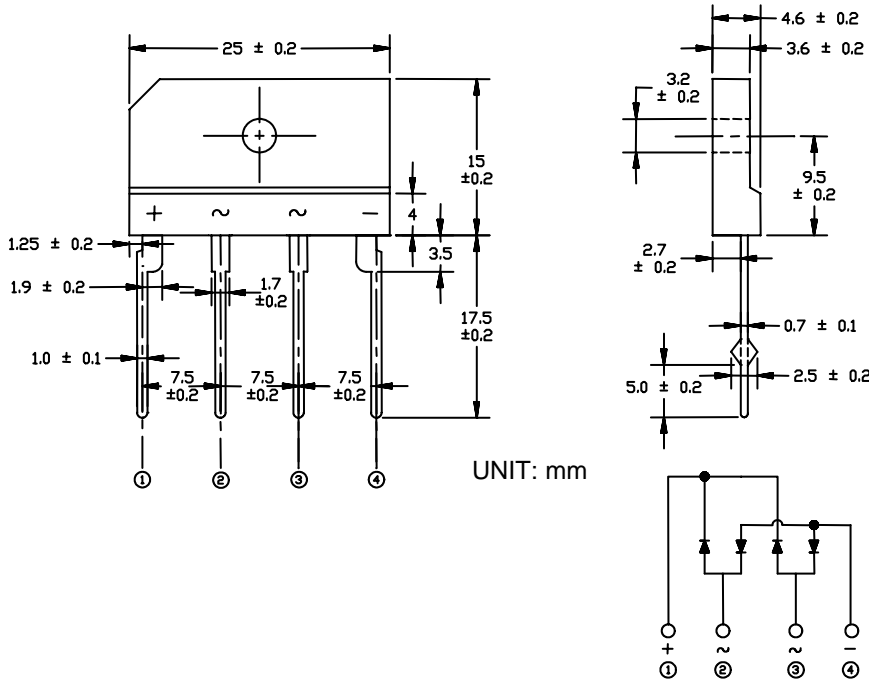 25 ± 0.2
+ ~ ~ −
15
±0.2
4
3.5
17.5
±0.2
1.25 ± 0.2
1.9 ± 0.2
1.7
±0.2
1.0 ± 0.1
7.5
±0.2
7.5
±0.2
7.5
±0.2
① ② ③ ④
UNIT: mm
4.6 ± 0.2
3.6 ± 0.2
3.2
± 0.2
9.5
± 0.2
2.7
± 0.2
0.7 ± 0.1
5.0 ± 0.2
2.5 ± 0.2
+ ~ ~ −
① ② ③ ④